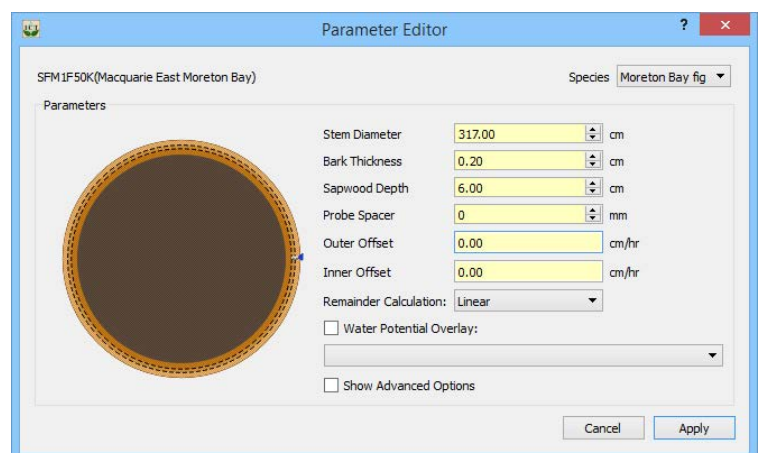 Parameter Editor
SFM1F50K(Macquarie East Moreton Bay)
Species Moreton Bay fig
Parameters
Stem Diameter 317.00 cm
Bark Thickness 0.20 cm
Sapwood Depth 6.00 cm
Probe Spacer 0 mm
Outer Offset 0.00 cm/hr
Inner Offset 0.00 cm/hr
Remainder Calculation: Linear
Water Potential Overlay:
Show Advanced Options
Cancel Apply